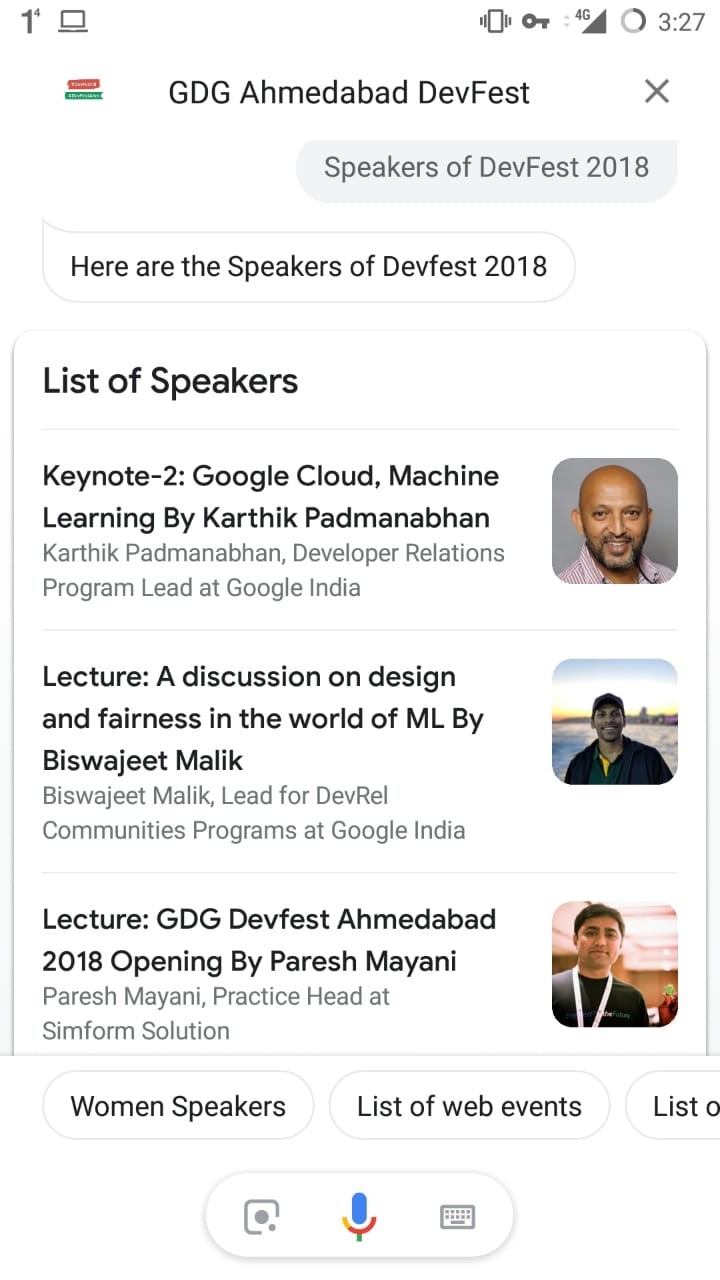 1 4
4G
3:27
GDG Ahmedabad DevFest
Speakers of DevFest 2018
Here are the Speakers of Devfest 2018
List of Speakers
Keynote-2: Google Cloud, Machine
Learning By Karthik Padmanabhan
Karthik Padmanabhan, Developer Relations
Program Lead at Google India
Lecture: A discussion on design
and fairness in the world of ML By
Biswajeet Malik
Biswajeet Malik, Lead for DevRel
Communities Programs at Google India
Lecture: GDG Devfest Ahmedabad
2018 Opening By Paresh Mayani
Paresh Mayani, Practice Head at
Simform Solution
Women Speakers
List of web events
List o